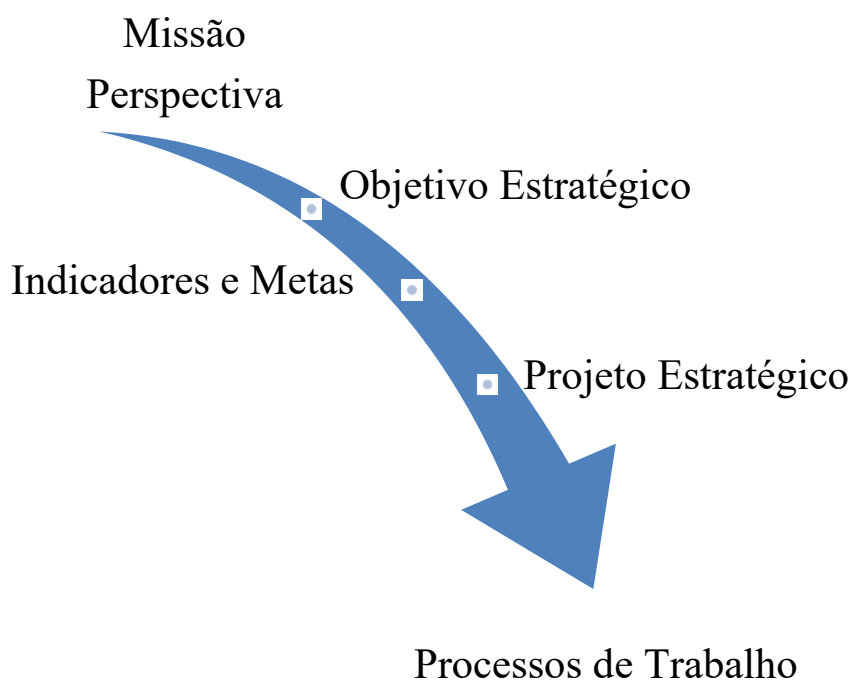 Missão
Perspectiva
Objetivo Estratégico
Indicadores e Metas
Projeto Estratégico
Processos de Trabalho